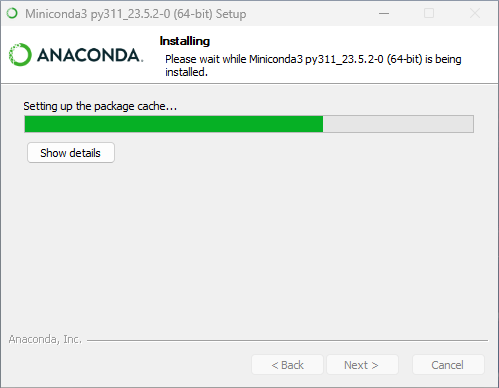 Miniconda3 py311_23.5.2-0 (64-bit) Setup
ANACONDA.
Installing
Please wait while Miniconda3 py311_23.5.2-0 (64-bit) is being
installed.
Setting up the package cache...
Show details
Anaconda, Inc.
< Back
Next >
Cancel